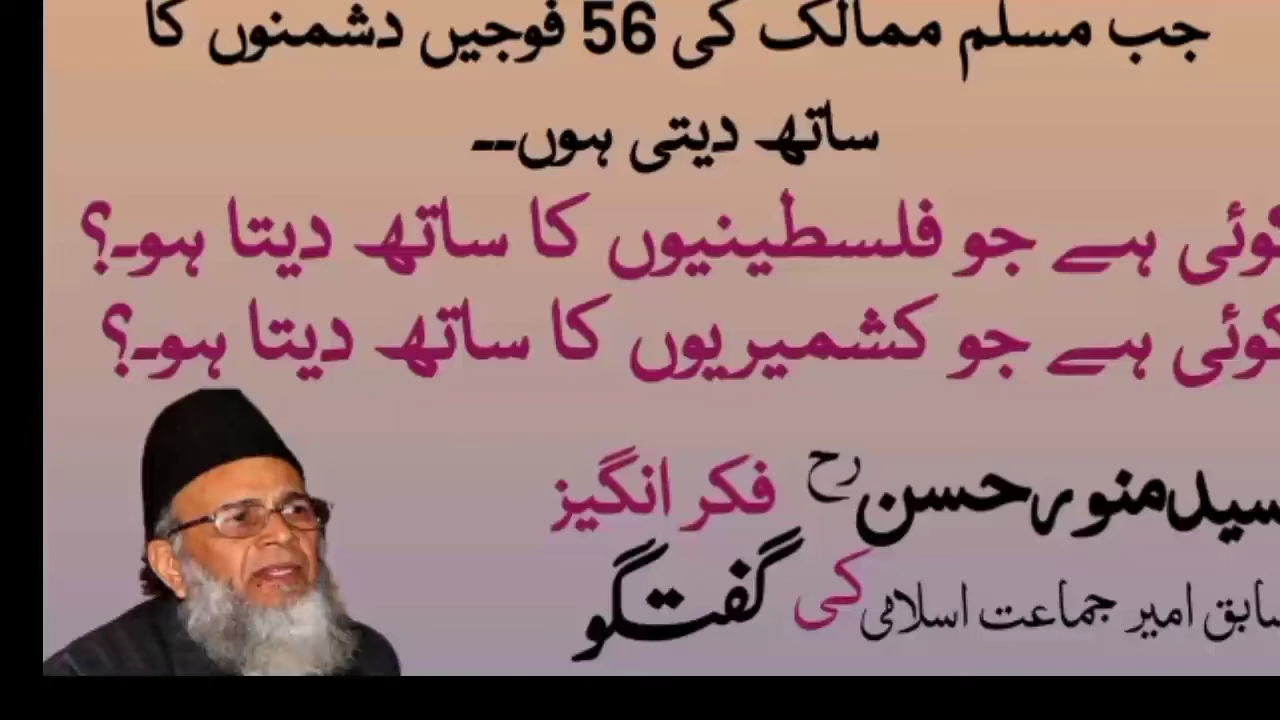 جب مسلم ممالک کی 56 فوجیں دشمنوں کا
ساتھ دیتی ہوں--
کوئی ہے جو فلسطینیوں کا ساتھ دیتا ہو۔؟
کوئی ہے جو کشمیریوں کا ساتھ دیتا ہو۔؟
سید منور حسن رح فکر انگیز
سابق امیر جماعت اسلامی کی گفتگو